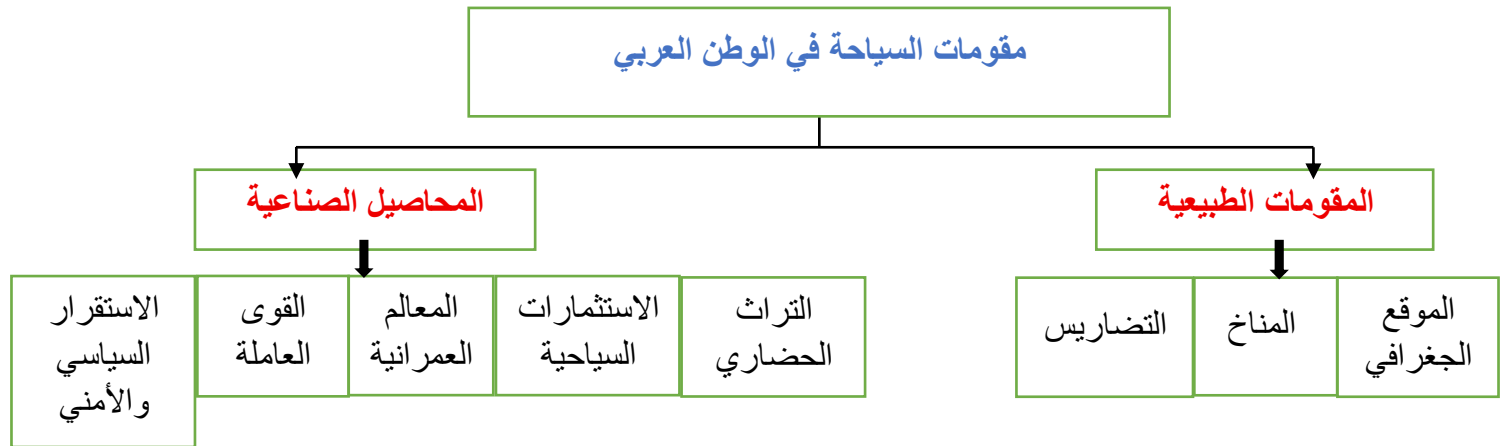 مقومات السياحة في الوطن العربي
المقومات الطبيعية
المحاصيل الصناعية
الموقع
الجغرافي
المناخ
التضاريس
التراث
الحضاري
الاستثمارات
السياحية
المعالم
العمرانية
القوى
العاملة
الاستقرار
السياسي
والأمني